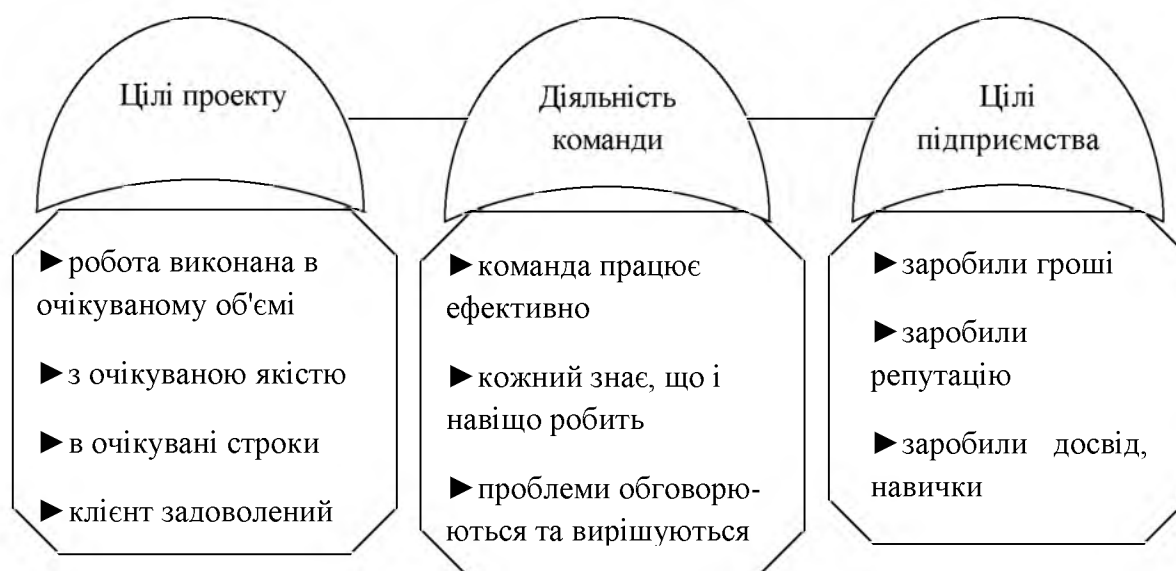 Цілі проекту
► робота виконана в
очікуваному об'ємі
► з очікуваною якістю
► в очікувані строки
► клієнт задоволений
Діяльність
команди
► команда працює
ефективно
► кожний знає, що і
навіщо робить
► проблеми обговорю-
ються та вирішуються
Цілі
підприємства
► заробили гроші
► заробили
репутацію
► заробили досвід,
навички